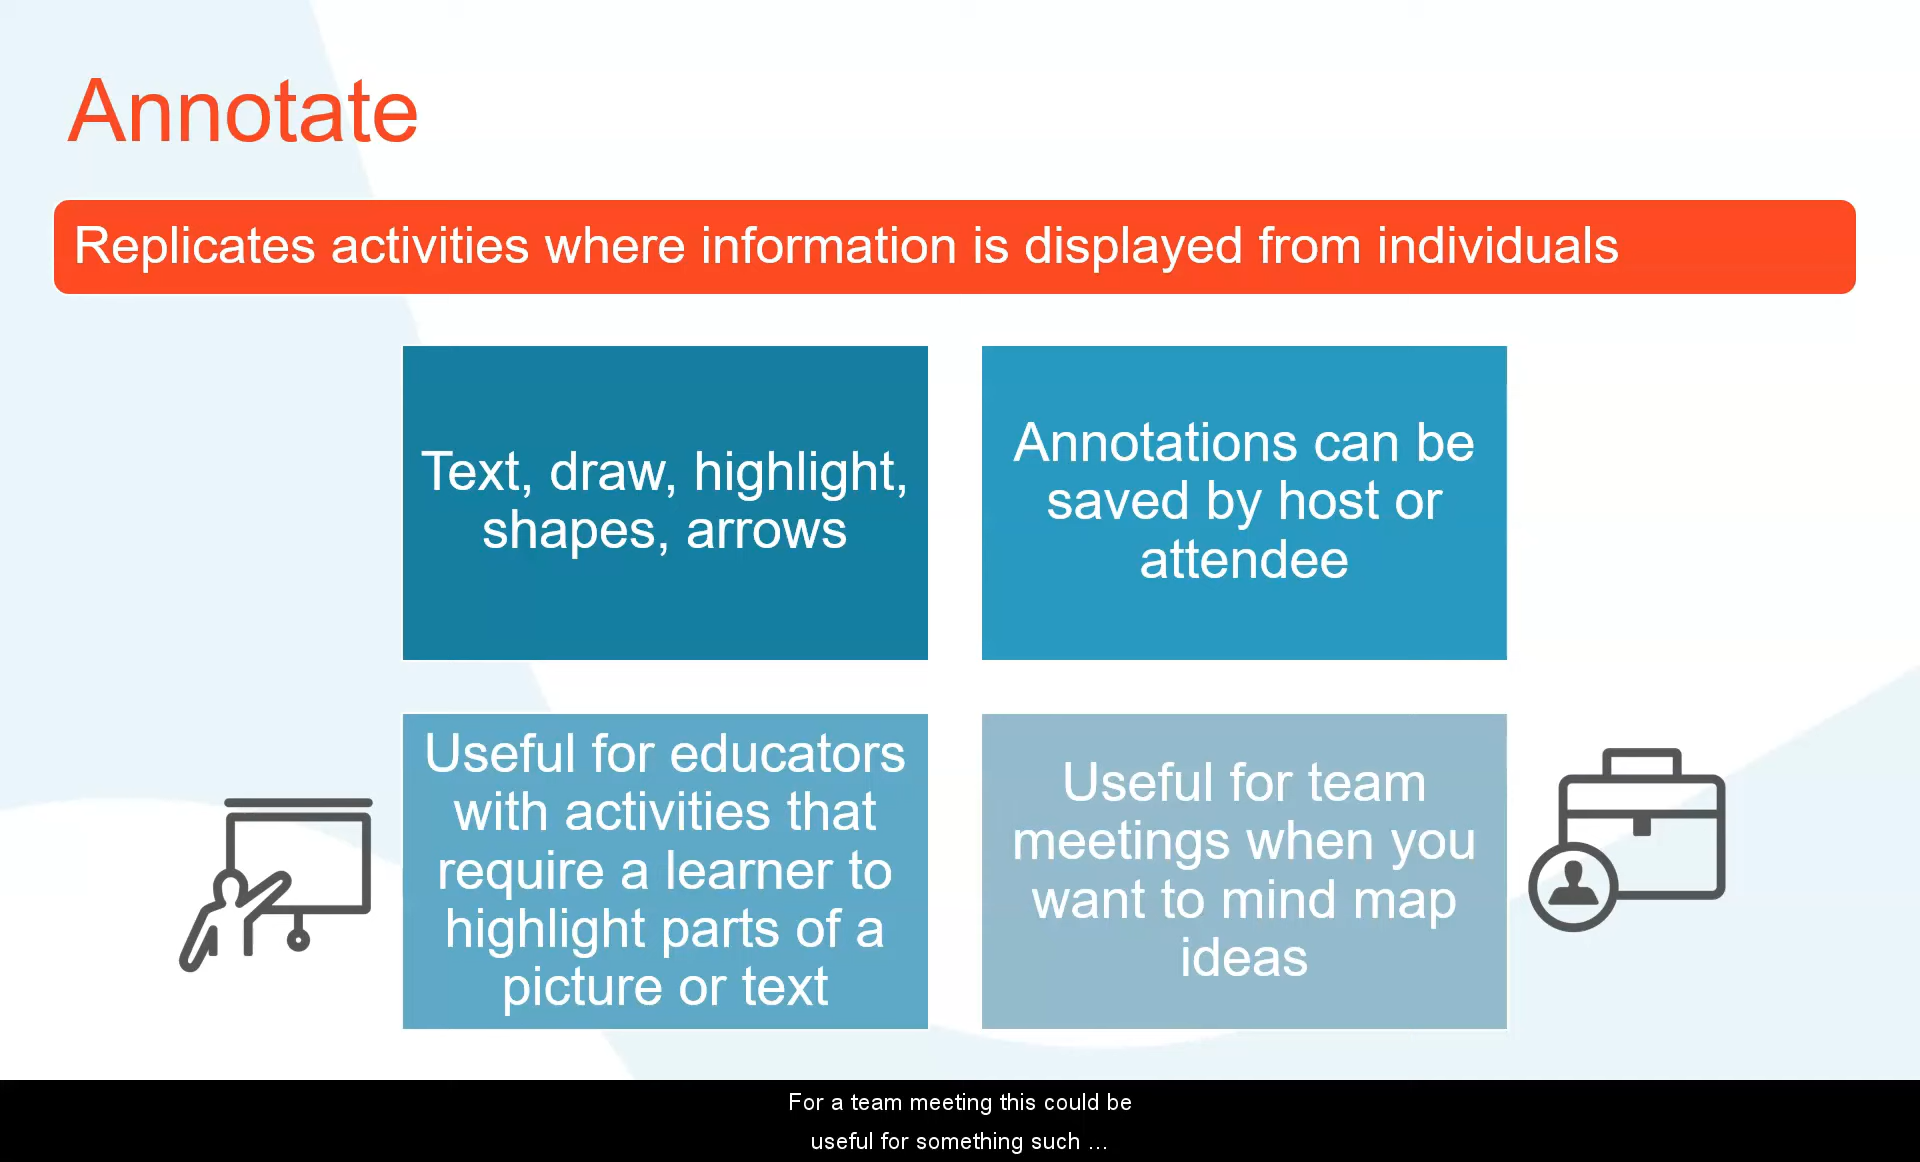 Annotate
Replicates activities where information is displayed from individuals
Text, draw, highlight,
shapes, arrows
Annotations can be
saved by host or
attendee
Useful for educators
with activities that
require a learner to
highlight parts of a
picture or text
Useful for team
meetings when you
want to mind map
ideas
For a team meeting this could be
useful for something such ...